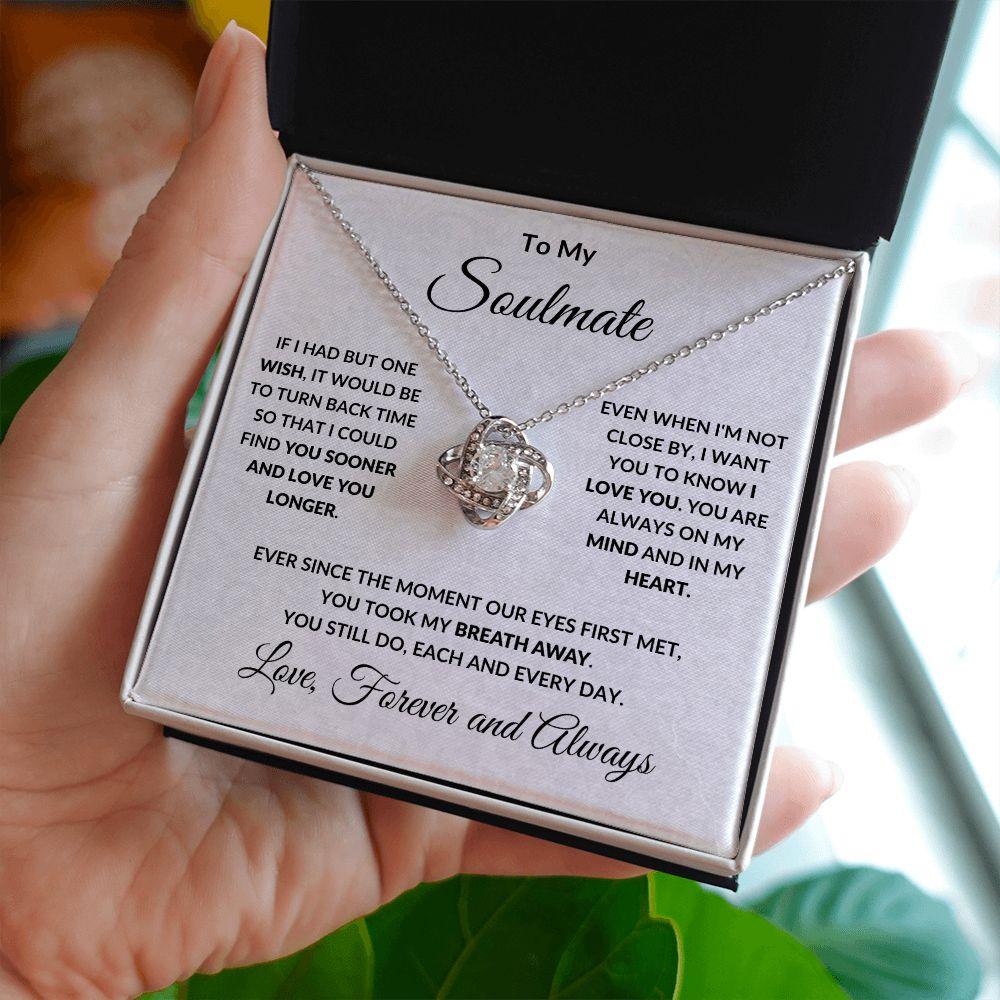 To My
Soulmate
IF I HAD BUT ONE
WISH, IT WOULD BE
TO TURN BACK TIME
SO THAT I COULD
FIND YOU SOONER
AND LOVE YOU
LONGER.
EVEN WHEN I'M NOT
CLOSE BY, I WANT
YOU TO KNOW I
LOVE YOU. YOU ARE
ALWAYS ON MY
MIND AND IN MY
HEART.
EVER SINCE THE MOMENT OUR EYES FIRST MET,
YOU TOOK MY BREATH AWAY.
YOU STILL DO, EACH AND EVERY DAY.
Love, Forever and Always